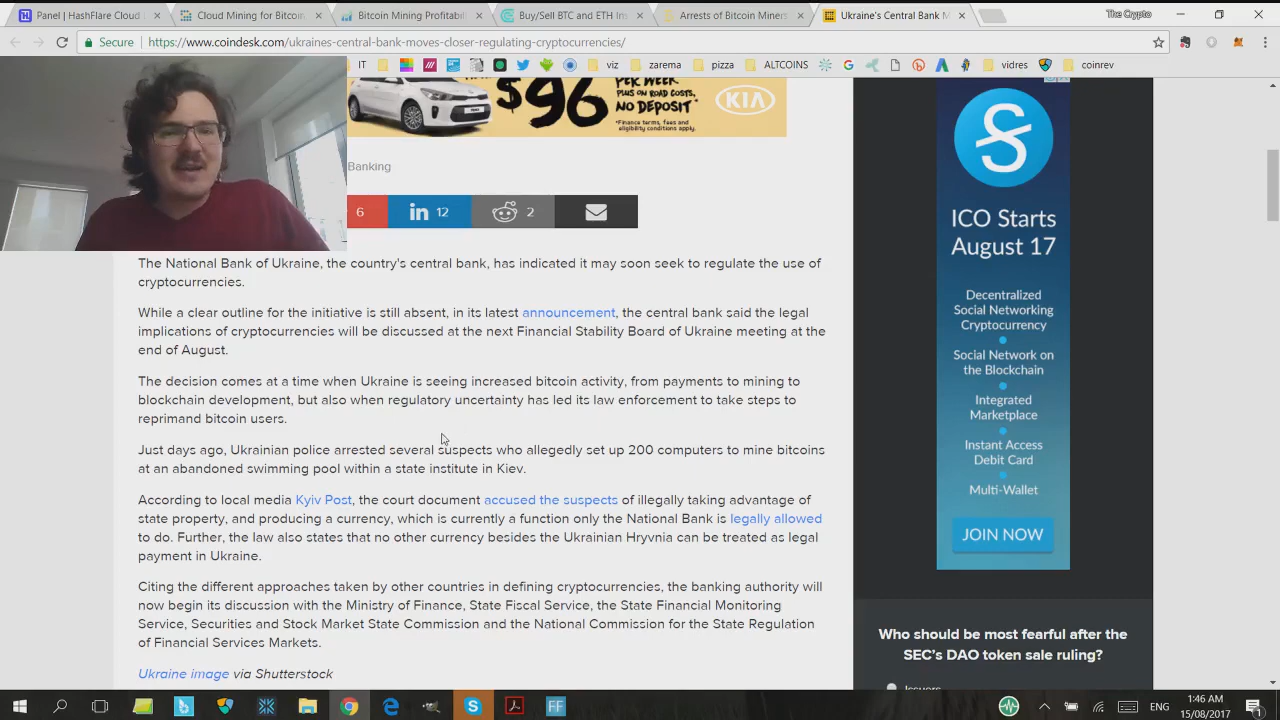 Panel | HashFlare Cloud
Cloud Mining for Bitcoin
Bitcoin Mining Profitabili
Buy/Sell BTC and ETH Ins
Arrests of Bitcoin Miners
Ukraine's Central Bank M
The Crypto
Secure
https://www.coindesk.com/ukraines-central-bank-moves-closer-regulating-cryptocurrencies/
IT
viz
zarema
pizza
ALTCOINS
vidres
coinrev
$96
PER WEEK
PLUS ON ROAD COSTS,
NO DEPOSIT*
*Finance terms, fees and
eligibility conditions apply.
KIA
Banking
6
in 12
2
The National Bank of Ukraine, the country's central bank, has indicated it may soon seek to regulate the use of
cryptocurrencies.
While a clear outline for the initiative is still absent, in its latest announcement, the central bank said the legal
implications of cryptocurrencies will be discussed at the next Financial Stability Board of Ukraine meeting at the
end of August.
The decision comes at a time when Ukraine is seeing increased bitcoin activity, from payments to mining to
blockchain development, but also when regulatory uncertainty has led its law enforcement to take steps to
reprimand bitcoin users.
Just days ago, Ukrainian police arrested several suspects who allegedly set up 200 computers to mine bitcoins
at an abandoned swimming pool within a state institute in Kiev.
According to local media Kyiv Post, the court document accused the suspects of illegally taking advantage of
state property, and producing a currency, which is currently a function only the National Bank is legally allowed
to do. Further, the law also states that no other currency besides the Ukrainian Hryvnia can be treated as legal
payment in Ukraine.
Citing the different approaches taken by other countries in defining cryptocurrencies, the banking authority will
now begin its discussion with the Ministry of Finance, State Fiscal Service, the State Financial Monitoring
Service, Securities and Stock Market State Commission and the National Commission for the State Regulation
of Financial Services Markets.
Ukraine image via Shutterstock
ICO Starts
August 17
Decentralized
Social Networking
Cryptocurrency
Social Network on
the Blockchain
Integrated
Marketplace
Instant Access
Debit Card
Multi-Wallet
JOIN NOW
Who should be most fearful after the
SEC's DAO token sale ruling?
Issuers
1:46 AM
15/08/2017